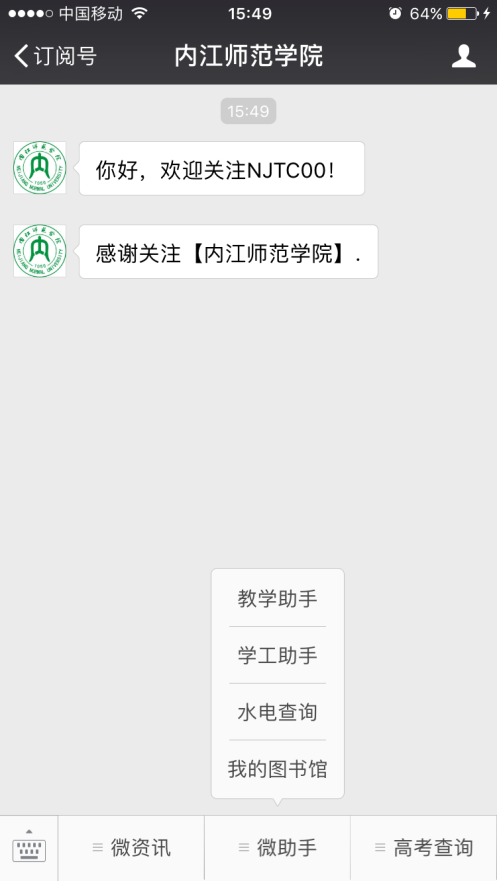 中国移动 15:49 64%
订阅号 内江师范学院
15:49
你好，欢迎关注NJTC00！
感谢关注【内江师范学院】.
教学助手
学工助手
水电查询
我的图书馆
微资讯 微助手 高考查询